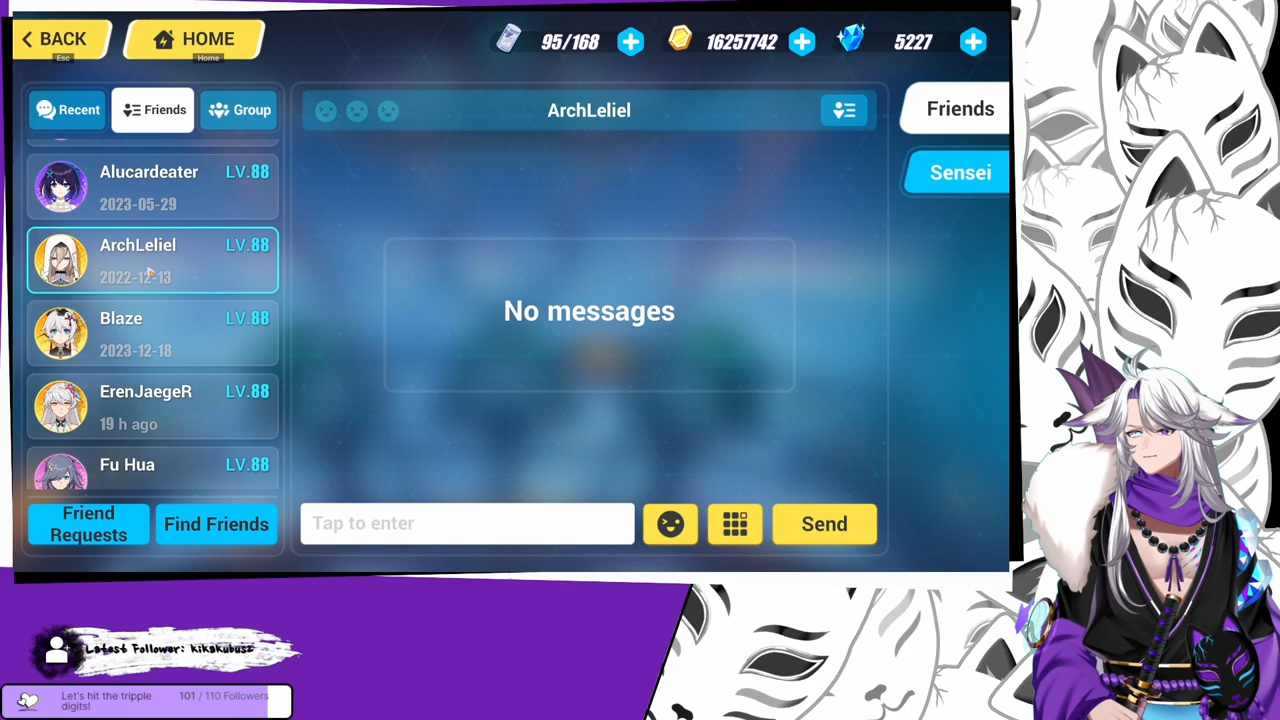 BACK
Esc
HOME
Home
95/168
16257742
5227
Recent
Friends
Group
ArchLeliel
Friends
Sensei
Alucardeater LV.88
2023-05-29
ArchLeliel LV.88
2022-12-13
Blaze LV.88
2023-12-18
ErenJaegeR LV.88
19 h ago
Fu Hua LV.88
No messages
Friend
Requests
Find Friends
Tap to enter
Send
Latest Follower: kikakubusz
Let's hit the tripple
digits!
101 / 110 Followers